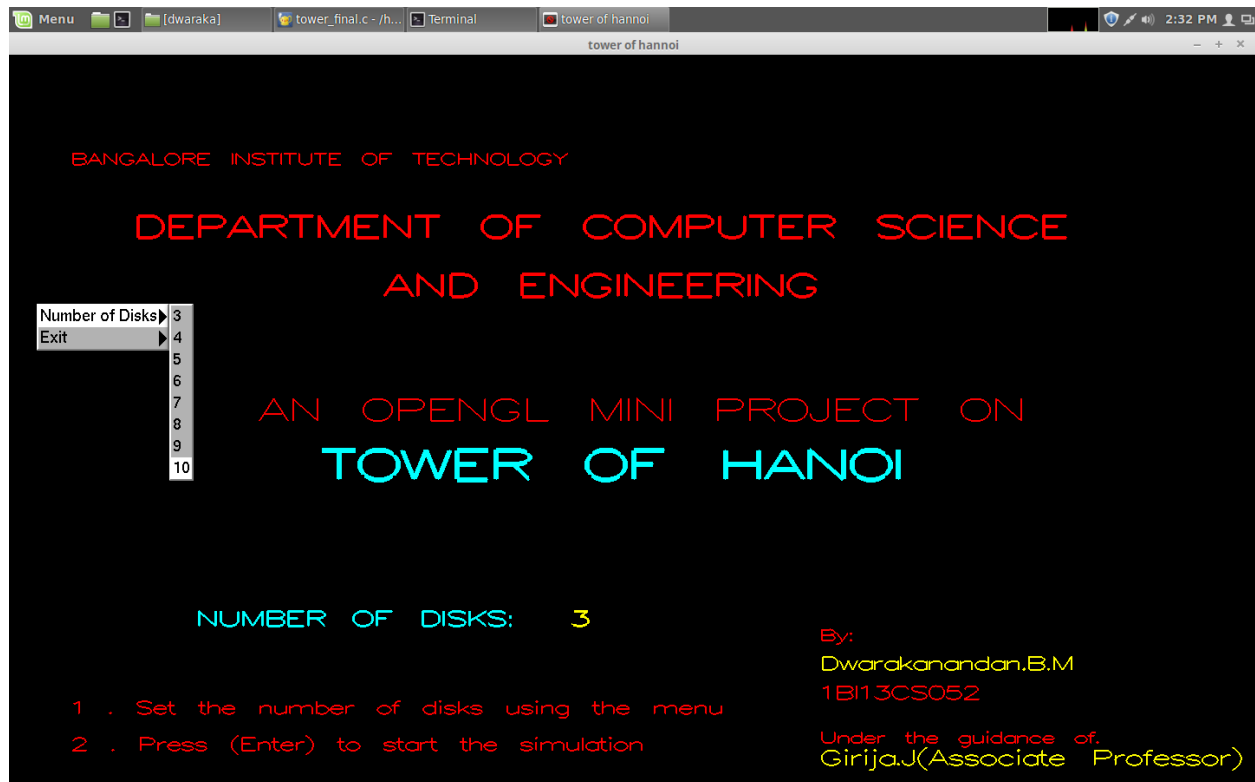 Menu [dwaraka] tower_final.c - /h... Terminal tower of hannoi 2:32 PM
tower of hannoi
BANGALORE INSTITUTE OF TECHNOLOGY
DEPARTMENT OF COMPUTER SCIENCE
AND ENGINEERING
Number of Disks
Exit
3
4
5
6
7
8
9
10
AN OPENGL MINI PROJECT ON
TOWER OF HANOI
NUMBER OF DISKS: 3
1 . Set the number of disks using the menu
2 . Press (Enter) to start the simulation
By:
Dwarakanandan.B.M
1BI13CS052
Under the guidance of.
Girija.J(Associate Professor)